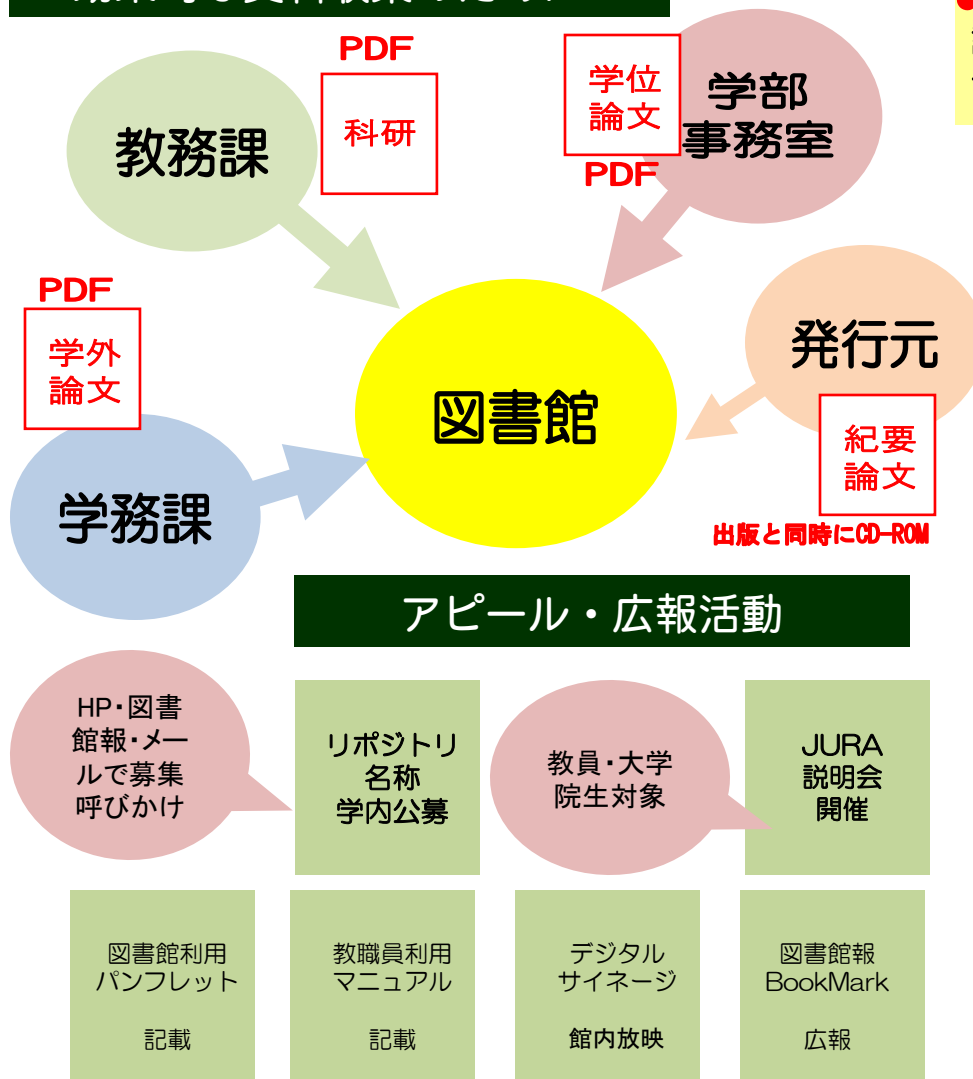 PDF
科研
教務課
学位
論文
PDF
学部
事務室
PDF
学外
論文
学務課
図書館
発行元
紀要
論文
出版と同時にCD-ROM
アピール・広報活動
HP・図書
館報・メー
ルで募集
呼びかけ
リポジトリ
名称
学内公募
教員・大学
院生対象
JURA
説明会
開催
図書館利用
パンフレット
記載
教職員利用
マニュアル
記載
デジタル
サイネージ
館内放映
図書館報
BookMark
広報